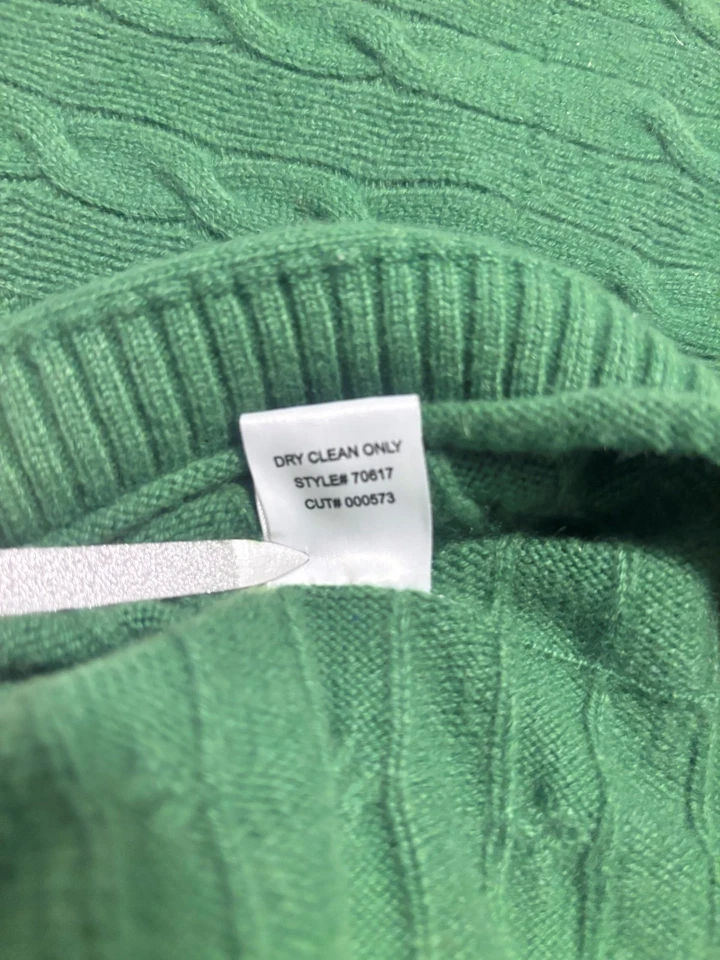 DRY CLEAN ONLY
STYLE# 70617
CUT# 000573